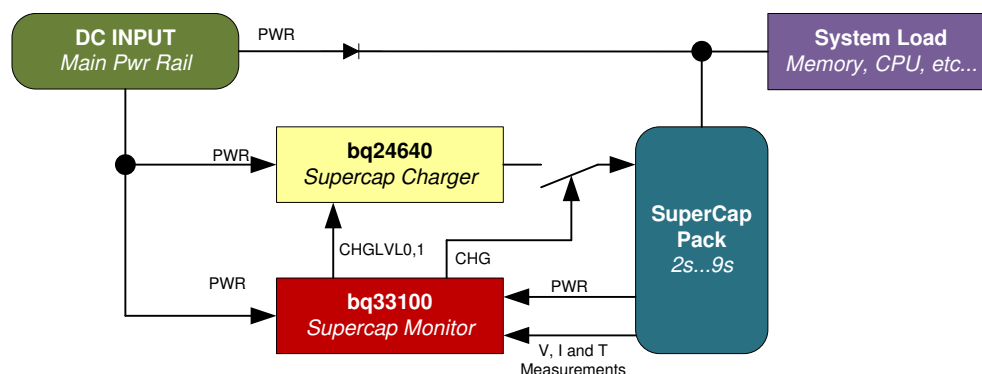 DC INPUT
Main Pwr Rail
PWR
System Load
Memory, CPU, etc...
PWR
bq24640
Supercap Charger
SuperCap
Pack
2s...9s
CHGLVL0,1
CHG
PWR
bq33100
Supercap Monitor
PWR
V, I and T
Measurements